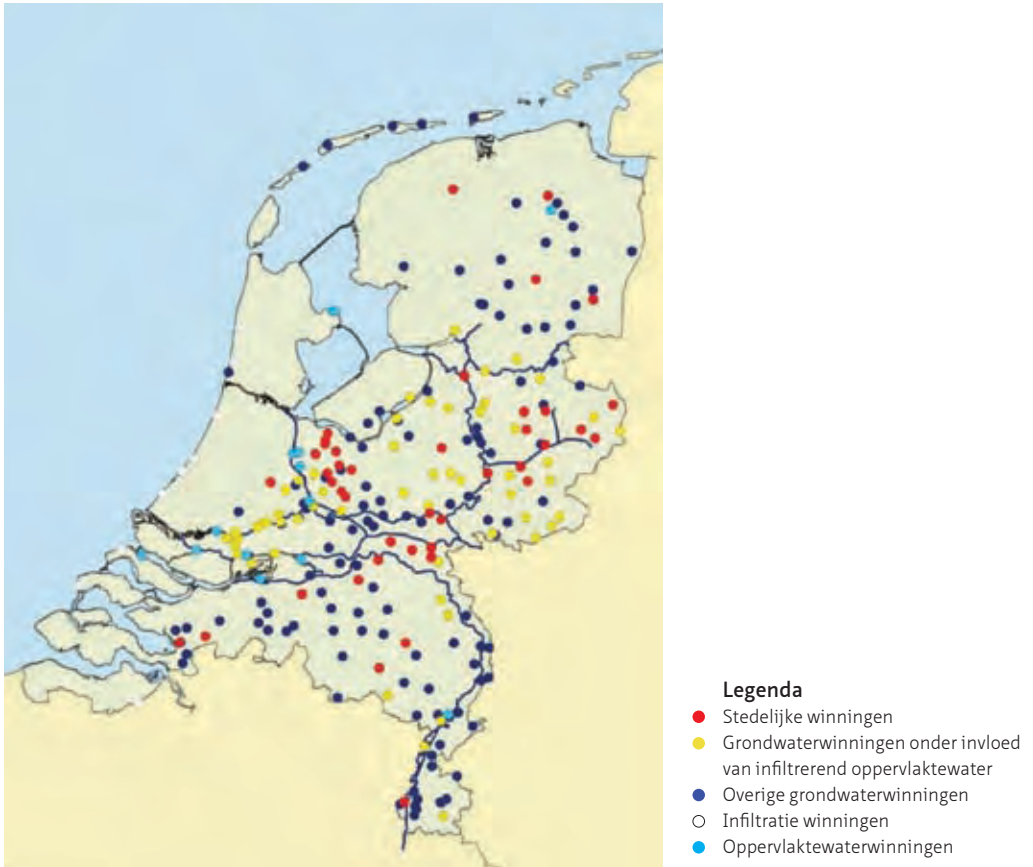 Legenda
Stedelijke winningen
Grondwaterwinningen onder invloed
van infiltrerend oppervlaktewater
Overige grondwaterwinningen
Infiltratie winningen
Oppervlaktewaterwinningen